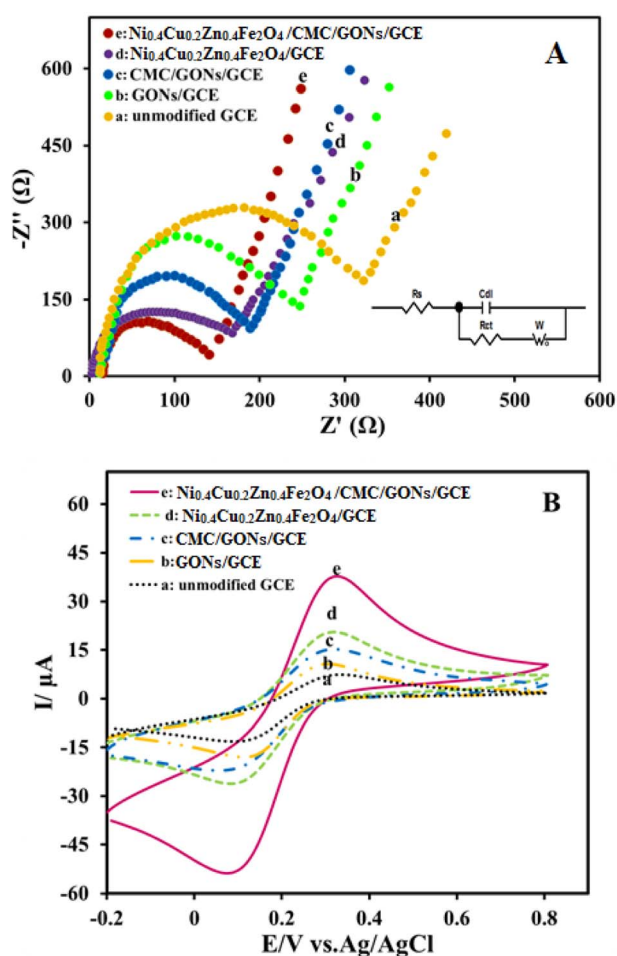 e: Ni0.4Cu0.2Zn0.4Fe2O4 /CMC/GONs/GCE
d: Ni0.4Cu0.2Zn0.4Fe2O4/GCE
c: CMC/GONs/GCE
b: GONs/GCE
a: unmodified GCE
A
600
450
300
150
0
-Z'' (Ω)
e
c
d
b
a
Rs
Cdl
Rct
Wo
0
100
200
300
400
500
600
Z' (Ω)
e: Ni₀.₄Cu₀.₂Zn₀.₄Fe₂O₄ /CMC/GONs/GCE
d: Ni₀.₄Cu₀.₂Zn₀.₄Fe₂O₄/GCE
c: CMC/GONs/GCE
b: GONs/GCE
a: unmodified GCE
B
60
45
30
15
0
-15
-30
-45
-60
I/ µA
e
d
c
b
a
-0.2
0
0.2
0.4
0.6
0.8
E/V vs.Ag/AgCl